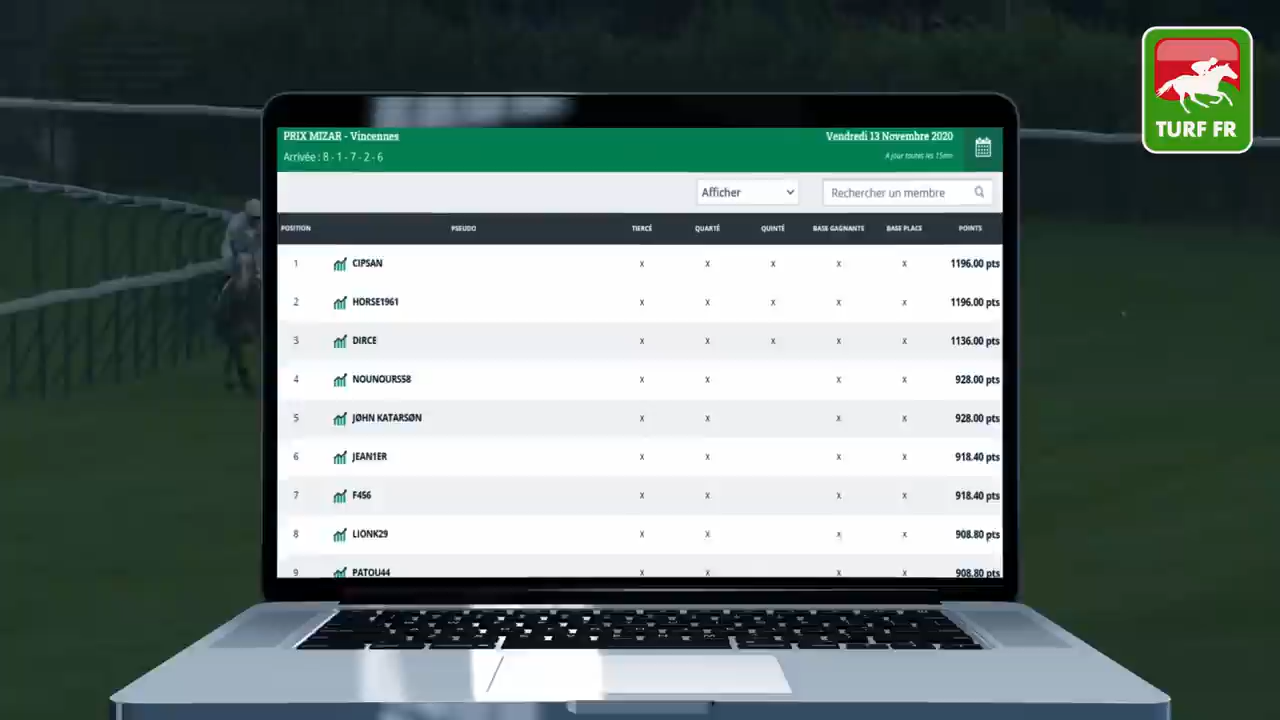 TURF FR
PRIX MIZAR - Vincennes
Vendredi 13 Novembre 2020
Arrivée : 8 - 1 - 7 - 2 - 6
A jour toutes les 15mn
Afficher
Rechercher un membre
POSITION PSEUDO TIERCÉ QUARTÉ QUINTÉ BASE GAGNANTE BASE PLACE POINTS
1 CIPSAN x x x x x 1196.00 pts
2 HORSE1961 x x x x x 1196.00 pts
3 DIRCE x x x x x 1136.00 pts
4 NOUNOURS58 x x x x 928.00 pts
5 JØHN KATARSØN x x x x 928.00 pts
6 JEAN1ER x x x x 918.40 pts
7 F456 x x x x 918.40 pts
8 LIONK29 x x x x 908.80 pts
9 PATOU44 x x x x 908.80 pts